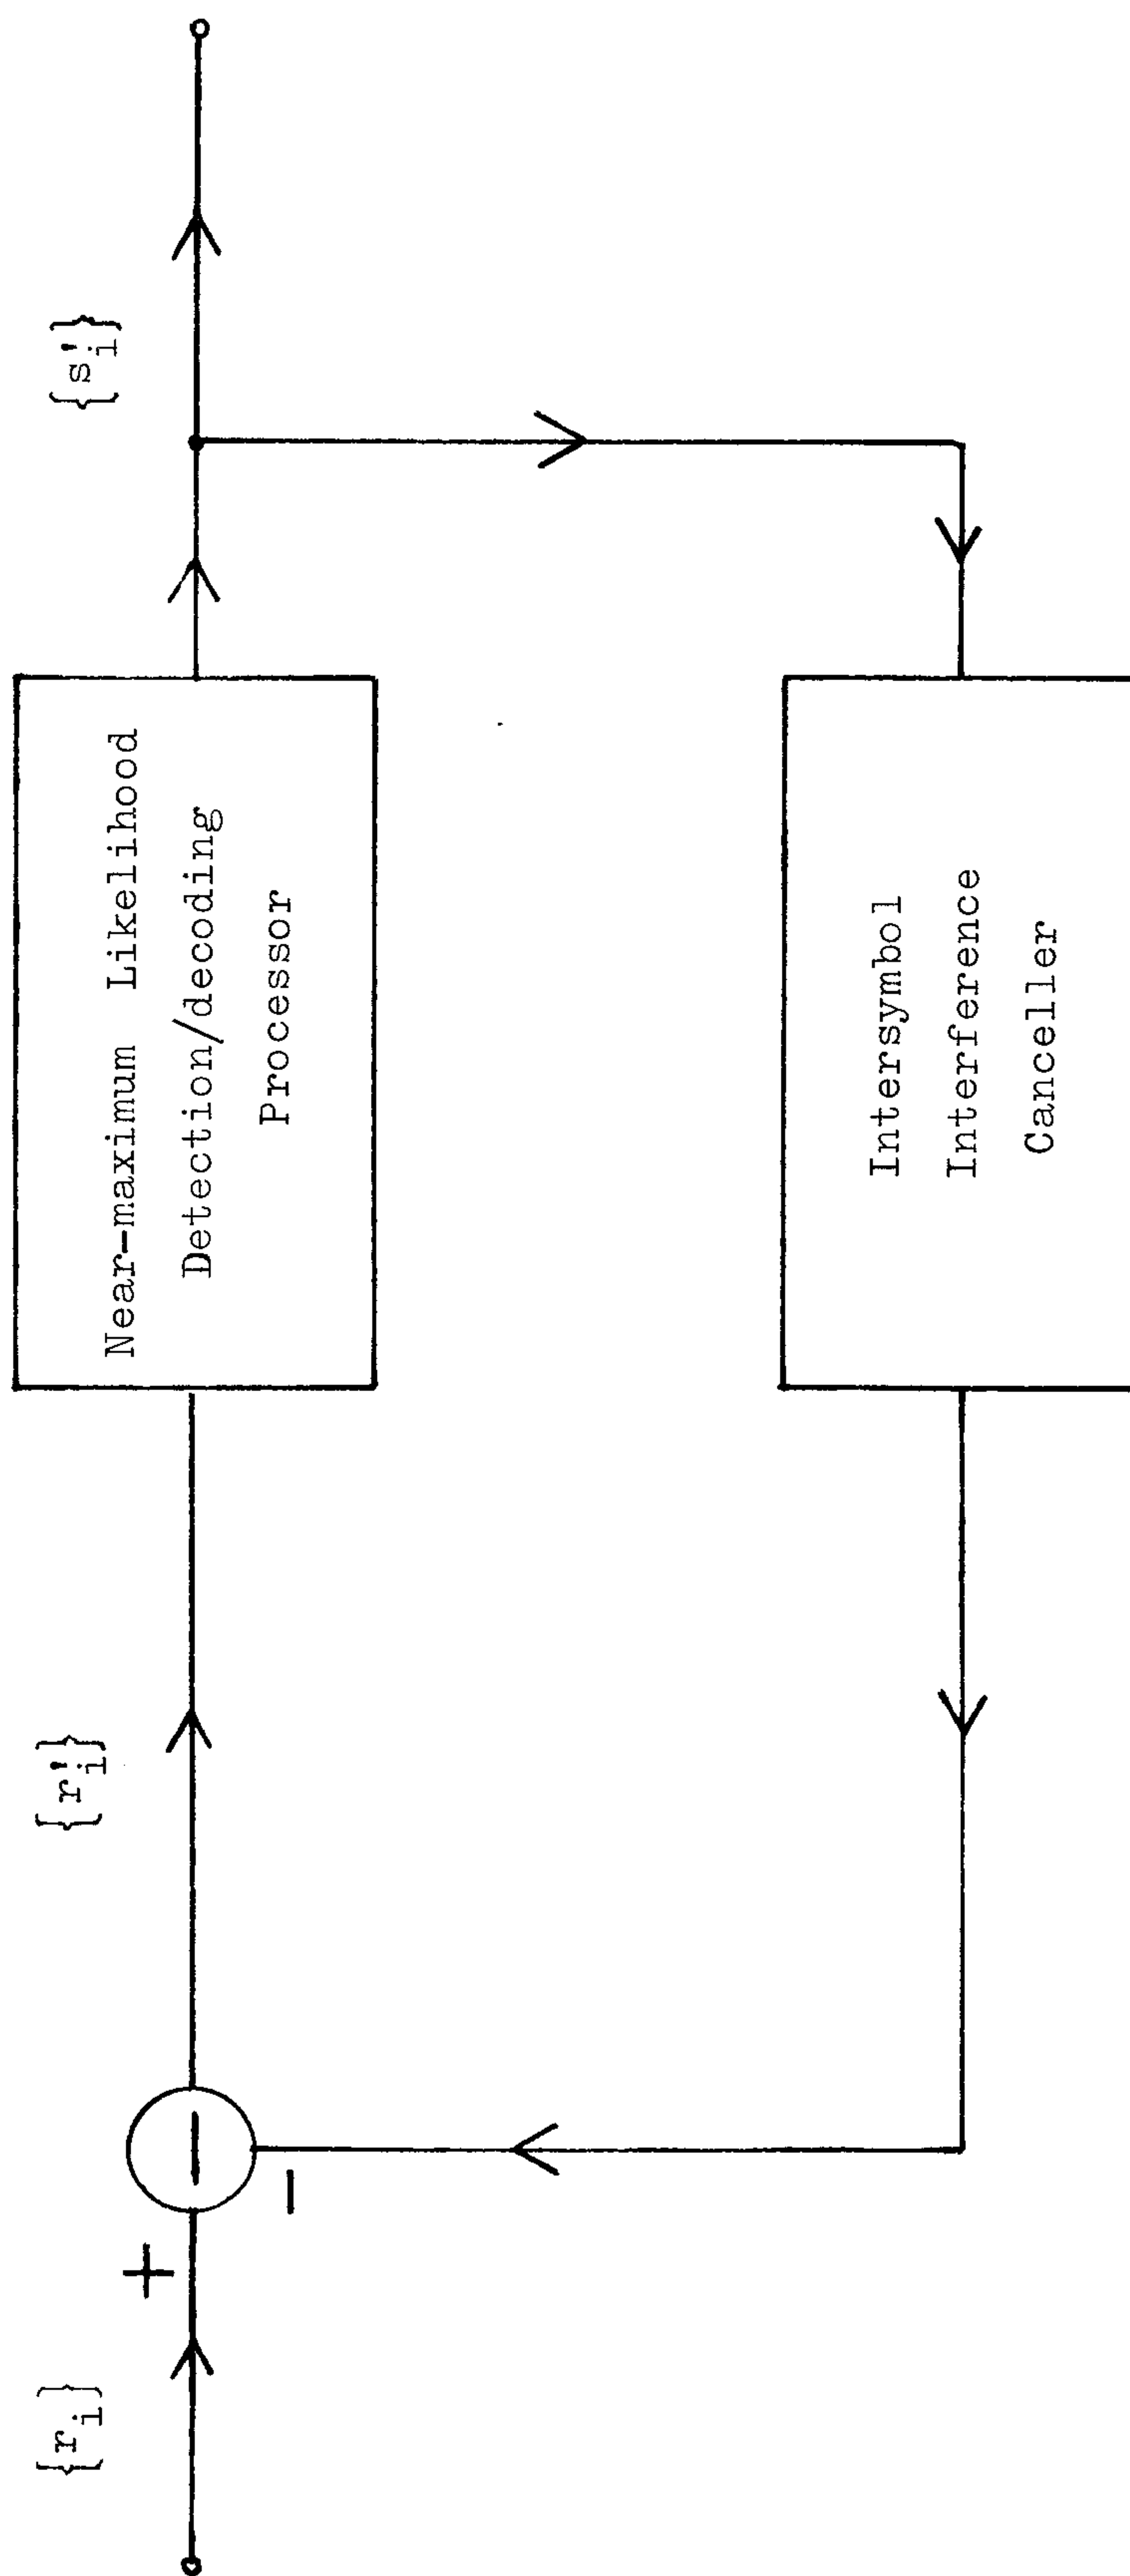 {r_i}
+
−
{r'_i}
Near-maximum Likelihood
Detection/decoding
Processor
{s'_i}
Intersymbol
Interference
Canceller